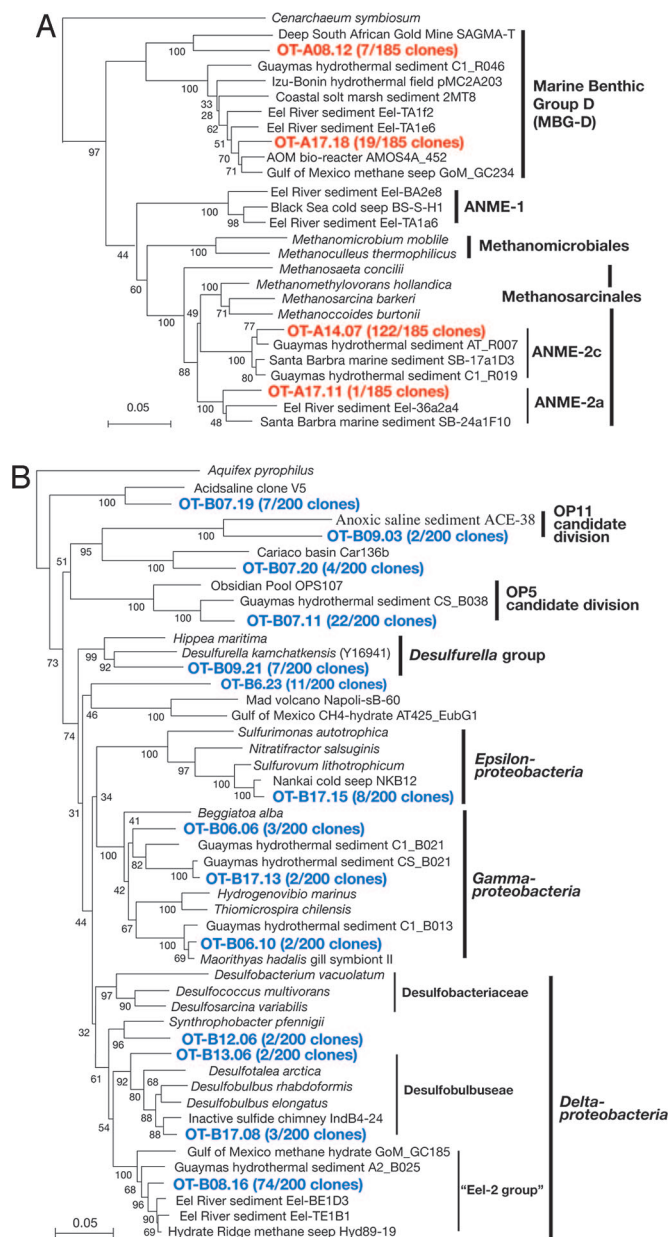 A
Cenarchaeum symbiosum
Deep South African Gold Mine SAGMA-T
100
OT-A08.12 (7/185 clones)
Guaymas hydrothermal sediment C1_R046
100
Izu-Bonin hydrothermal field pMC2A203
33
Coastal solt marsh sediment 2MT8
28
Eel River sediment Eel-TA1f2
62
Eel River sediment Eel-TA1e6
51
OT-A17.18 (19/185 clones)
70
AOM bio-reactor AMOS4A_452
71
Gulf of Mexico methane seep GoM_GC234
Marine Benthic
Group D
(MBG-D)
97
Eel River sediment Eel-BA2e8
100
Black Sea cold seep BS-S-H1
98
Eel River sediment Eel-TA1a6
ANME-1
44
Methanomicrobium moblile
100
Methanoculleus thermophilicus
Methanomicrobiales
60
Methanosaeta concilii
100
Methanomethylovorans hollandica
100
Methanosarcina barkeri
71
Methanoccoides burtonii
49
Methanosarcinales
77
OT-A14.07 (122/185 clones)
Guaymas hydrothermal sediment AT_R007
100
Santa Barbra marine sediment SB-17a1D3
80
Guaymas hydrothermal sediment C1_R019
ANME-2c
88
OT-A17.11 (1/185 clones)
100
Eel River sediment Eel-36a2a4
48
Santa Barbra marine sediment SB-24a1F10
ANME-2a
0.05
B
Aquifex pyrophilus
Acidsaline clone V5
100
OT-B07.19 (7/200 clones)
Anoxic saline sediment ACE-38
100
OT-B09.03 (2/200 clones)
OP11
candidate
division
51
95
Cariaco basin Car136b
100
OT-B07.20 (4/200 clones)
Obsidian Pool OPS107
100
Guaymas hydrothermal sediment CS_B038
100
OT-B07.11 (22/200 clones)
OP5
candidate division
73
Hippea maritima
99
Desulfurella kamchatkensis (Y16941)
92
OT-B09.21 (7/200 clones)
Desulfurella group
OT-B6.23 (11/200 clones)
46
Mad volcano Napoli-sB-60
100
Gulf of Mexico CH4-hydrate AT425_EubG1
74
Sulfurimonas autotrophica
100
Nitratifractor salsuginis
97
Sulfurovum lithotrophicum
100
Nankai cold seep NKB12
100
OT-B17.15 (8/200 clones)
Epsilon-
proteobacteria
34
31
Beggiatoa alba
41
OT-B06.06 (3/200 clones)
100
Guaymas hydrothermal sediment C1_B021
82
Guaymas hydrothermal sediment CS_B021
100
OT-B17.13 (2/200 clones)
42
Hydrogenovibio marinus
100
Thiomicrospira chilensis
67
Guaymas hydrothermal sediment C1_B013
100
OT-B06.10 (2/200 clones)
69
Maorithyas hadalis gill symbiont II
Gamma-
proteobacteria
44
Desulfobacterium vacuolatum
97
Desulfococcus multivorans
90
Desulfosarcina variabilis
Desulfobacteriaceae
32
Synthrophobacter pfennigii
96
OT-B12.06 (2/200 clones)
61
OT-B13.06 (2/200 clones)
92
Desulfotalea arctica
80
68
Desulfobulbus rhabdoformis
Desulfobulbus elongatus
88
Inactive sulfide chimney IndB4-24
88
OT-B17.08 (3/200 clones)
Desulfobulbuseae
Delta-
proteobacteria
54
Gulf of Mexico methane hydrate GoM_GC185
100
Guaymas hydrothermal sediment A2_B025
68
OT-B08.16 (74/200 clones)
96
Eel River sediment Eel-BE1D3
90
Eel River sediment Eel-TE1B1
69
Hydrate Ridge methane seep Hyd89-19
"Eel-2 group"
0.05